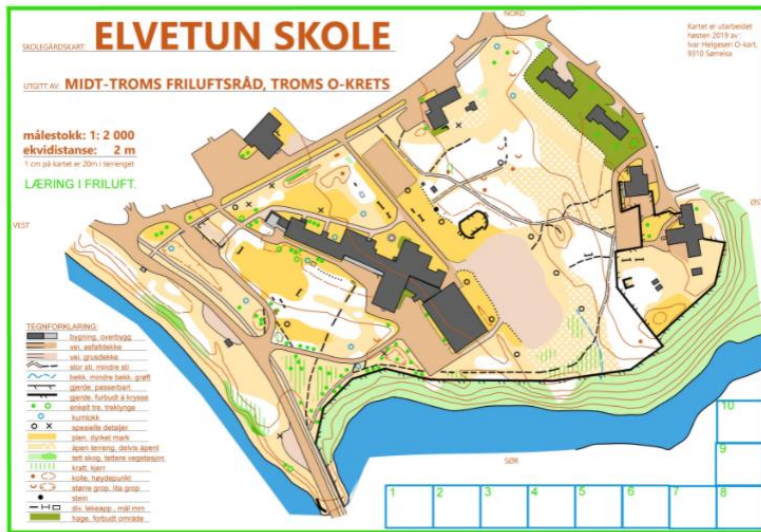 NORD
SKOLEGÅRDSKART: ELVETUN SKOLE
UTGITT AV: MIDT-TROMS FRILUFTSRÅD, TROMS O-KRETS
Kartet er utarbeidet
høsten 2019 av :
Ivar Helgesen O-kart,
9310 Sørreisa
målestokk: 1: 2 000
ekvidistanse: 2 m
1 cm på kartet er 20m i terrenget
LÆRING I FRILUFT.
VEST
ØS
TEGNFORKLARING:
bygning, overbygg
vei, asfaltdekke
vei, grusdekke
stor sti, mindre sti
bekk, mindre bekk, grøft
gjerde, passerbart
gjerde, forbudt å krysse
enkelt tre, treklynge
kumlokk
spesielle detaljer
plen, dyrket mark
åpen terreng, delvis åpent
tett skog, tettere vegetasjon
kratt, kjerr
kolle, høydepunkt
større grop, lita grop
stein
div. lekeapp., mål mm
hage, forbudt område
SØR
10
9
1 2 3 4 5 6 7 8